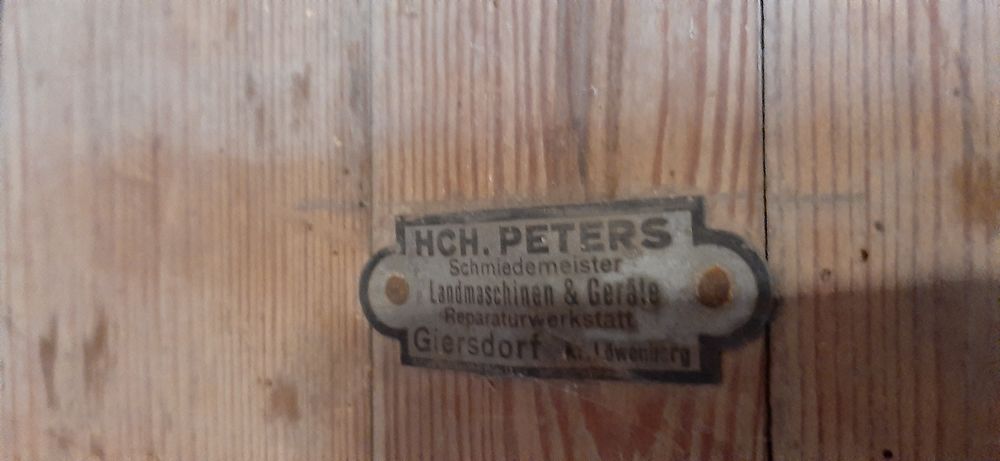 HCH. PETERS
Schmiedemeister
Landmaschinen & Geräte
Reparaturwerkstatt
Giersdorf Kr. Löwenberg